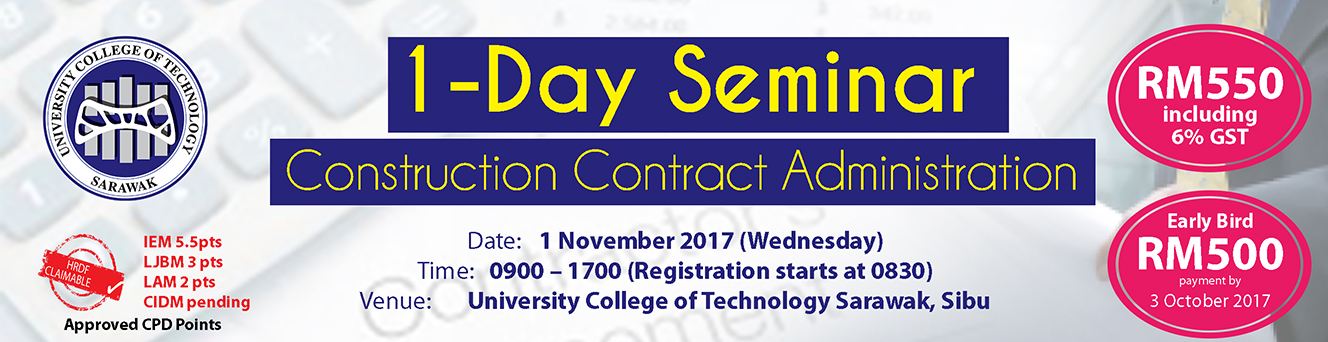 UNIVERSITY COLLEGE OF TECHNOLOGY
SARAWAK
1-Day Seminar
Construction Contract Administration
RM550
including
6% GST
Early Bird
RM500
payment by
3 October 2017
Date: 1 November 2017 (Wednesday)
Time: 0900 – 1700 (Registration starts at 0830)
Venue: University College of Technology Sarawak, Sibu
HRDF
CLAIMABLE
IEM 5.5pts
LJBM 3 pts
LAM 2 pts
CIDM pending
Approved CPD Points